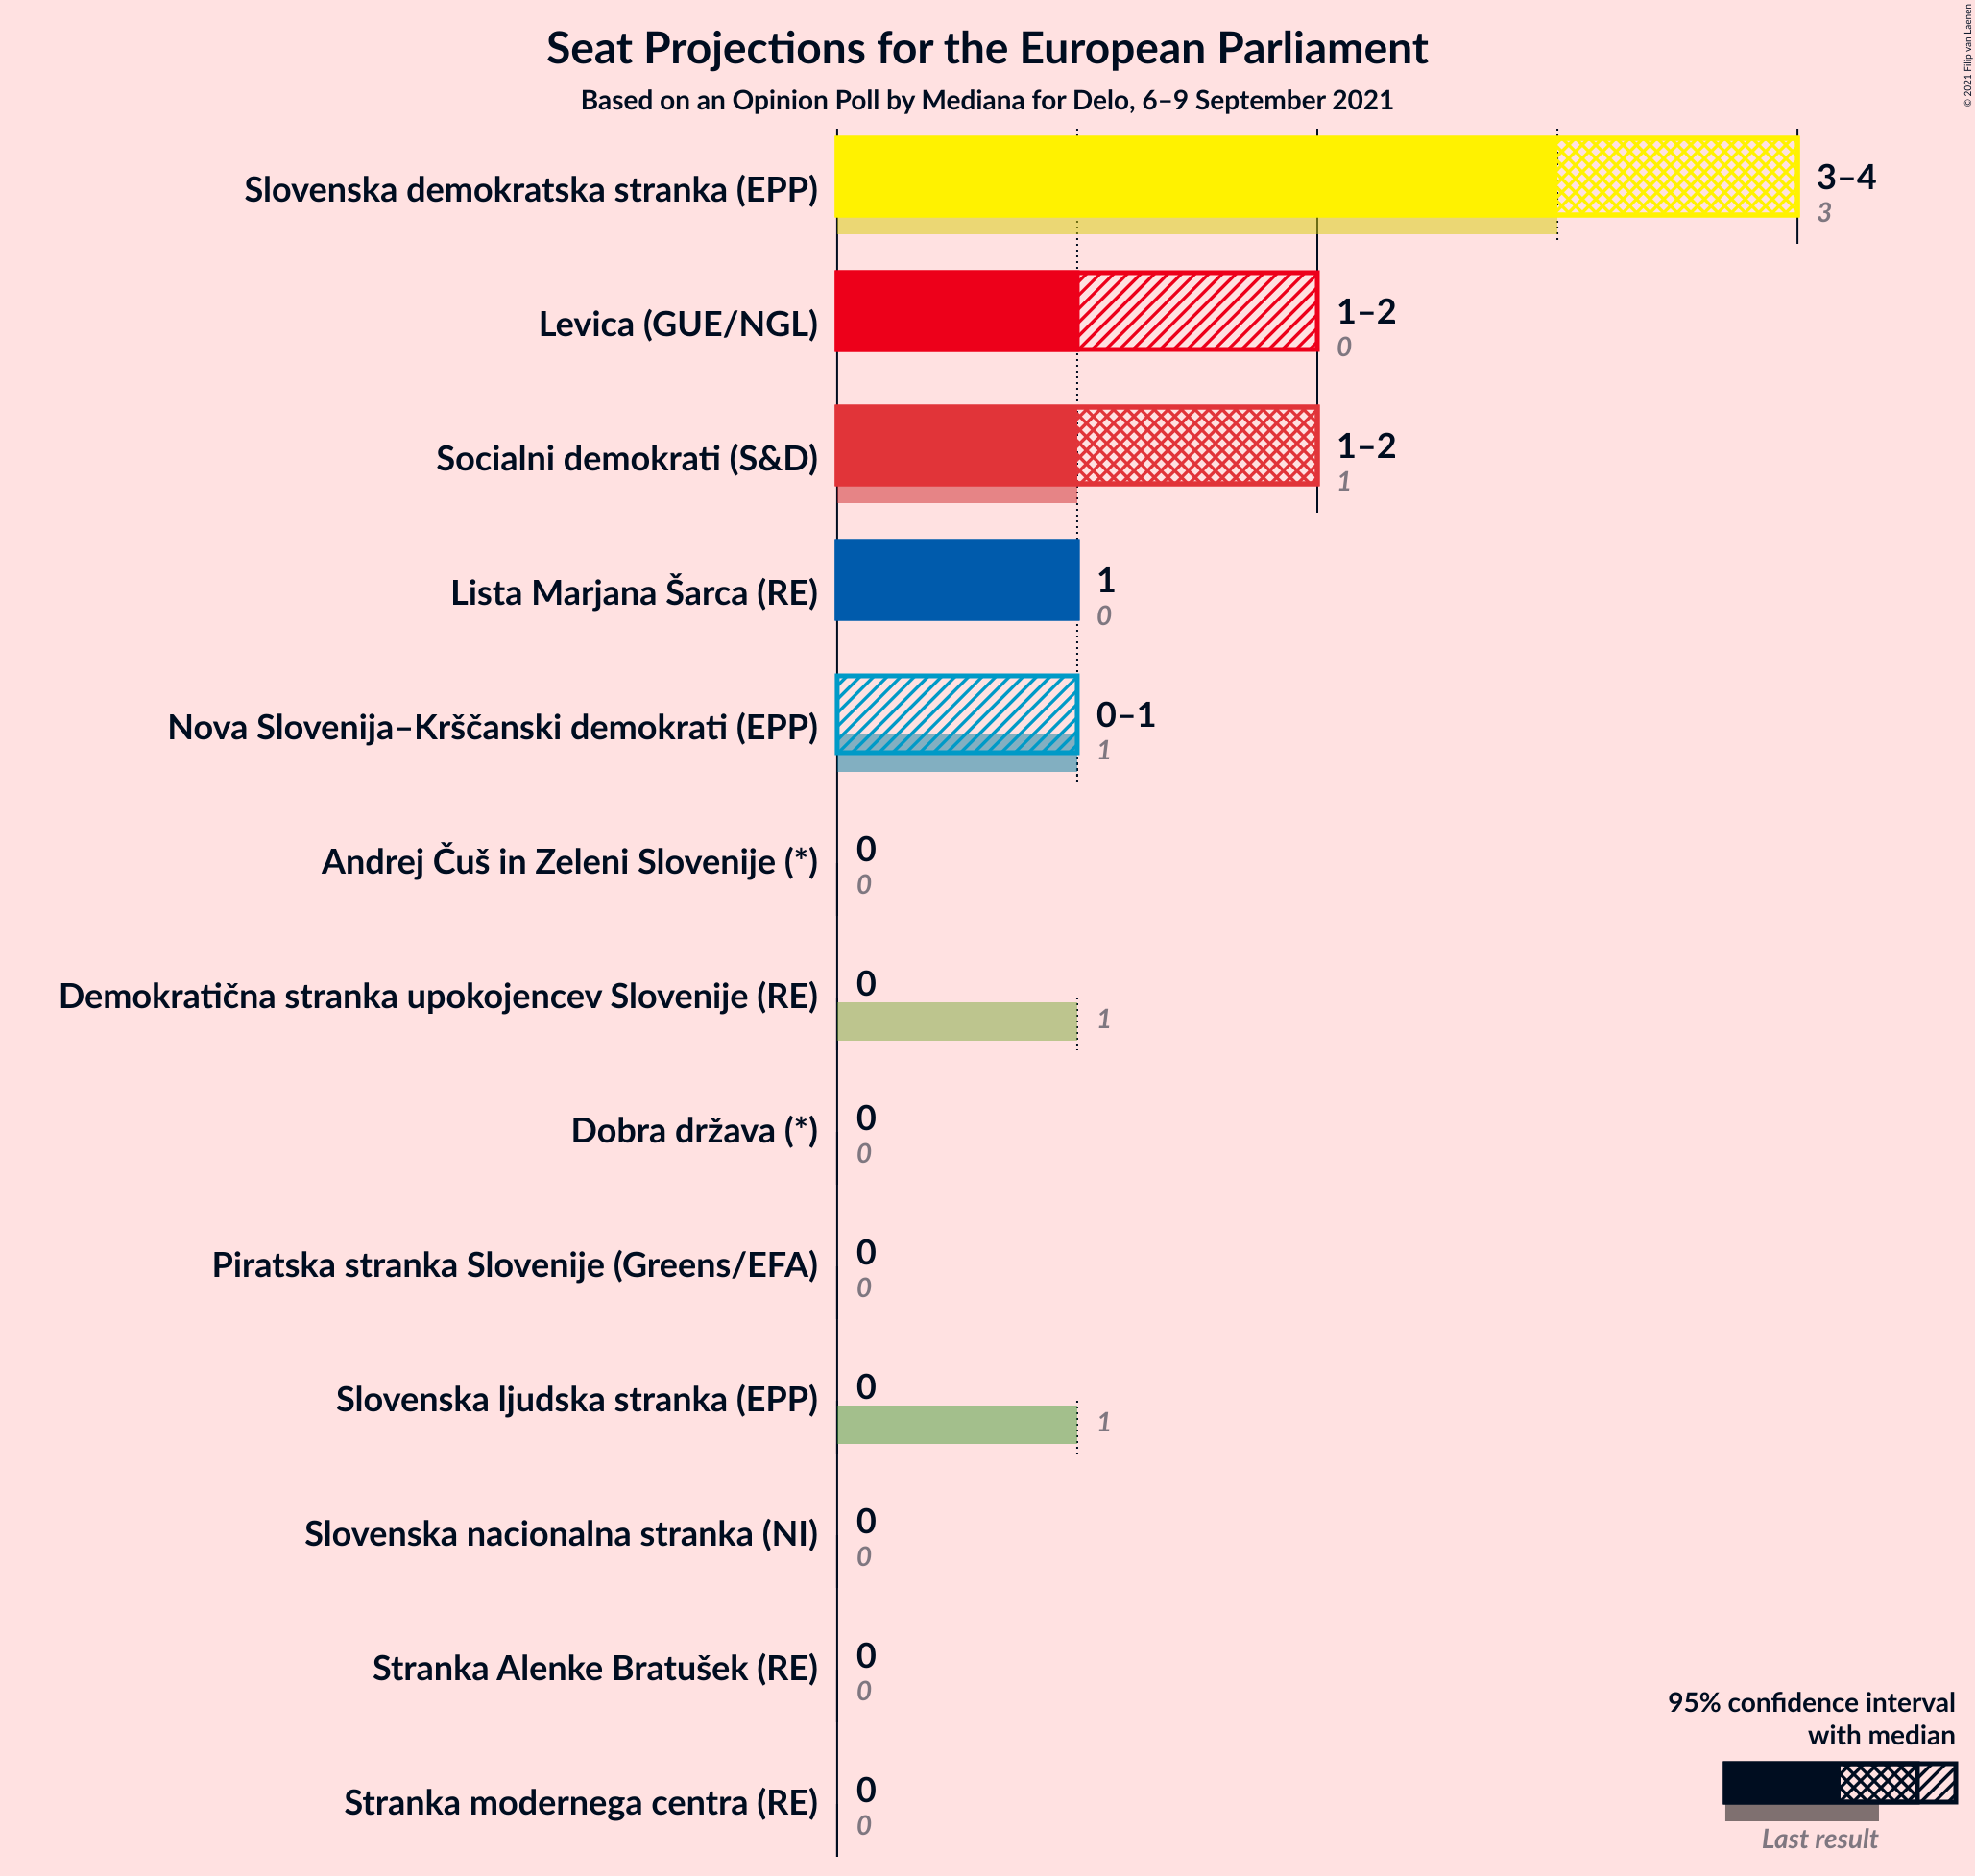 Seat Projections for the European Parliament
Based on an Opinion Poll by Mediana for Delo, 6–9 September 2021
© 2021 Filip van Laenen
Slovenska demokratska stranka (EPP)
3–4
3
Levica (GUE/NGL)
1–2
0
Socialni demokrati (S&D)
1–2
1
Lista Marjana Šarca (RE)
1
0
Nova Slovenija–Krščanski demokrati (EPP)
0–1
1
Andrej Čuš in Zeleni Slovenije (*)
0
0
Demokratična stranka upokojencev Slovenije (RE)
0
1
Dobra država (*)
0
0
Piratska stranka Slovenije (Greens/EFA)
0
0
Slovenska ljudska stranka (EPP)
0
1
Slovenska nacionalna stranka (NI)
0
0
Stranka Alenke Bratušek (RE)
0
0
Stranka modernega centra (RE)
0
0
95% confidence interval
with median
Last result